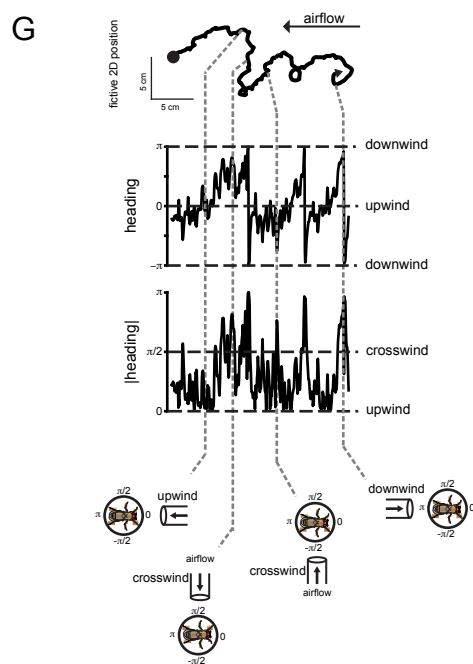 G
airflow
fictive 2D position
5 cm
5 cm
π
downwind
heading
0
upwind
−π
downwind
π
|heading|
π/2
crosswind
0
upwind
π/2
upwind
π
0
-π/2
π/2
π
0
-π/2
crosswind
airflow
downwind
π/2
π
0
-π/2
airflow
crosswind
π/2
π
0
-π/2